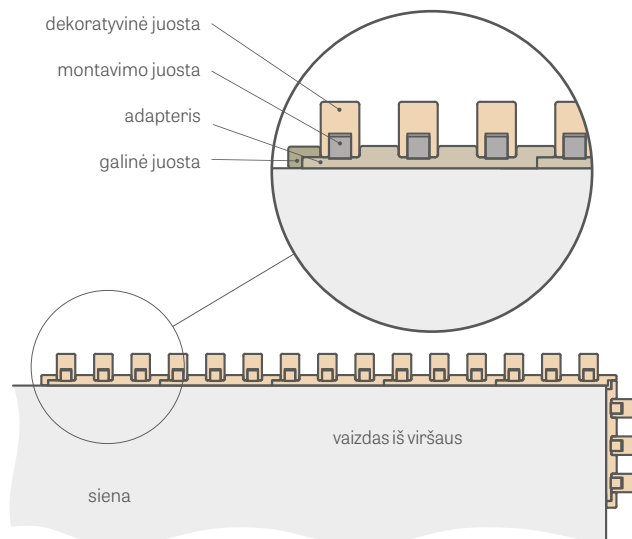 dekoratyvinė juosta
montavimo juosta
adapteris
galinė juosta
vaizdas iš viršaus
siena